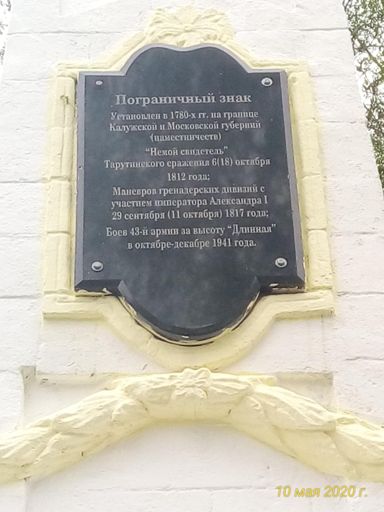 Пограничный знак
Установлен в 1780-х гг. на границе
Калужской и Московской губерний
(наместничеств)
"Немой свидетель"
Тарутинского сражения 6(18) октября
1812 года;
Маневров гренадерских дивизий с
участием императора Александра I
29 сентября (11 октября) 1817 года;
Боев 43-й армии за высоту "Длинная"
в октябре-декабре 1941 года.
10 мая 2020 г.